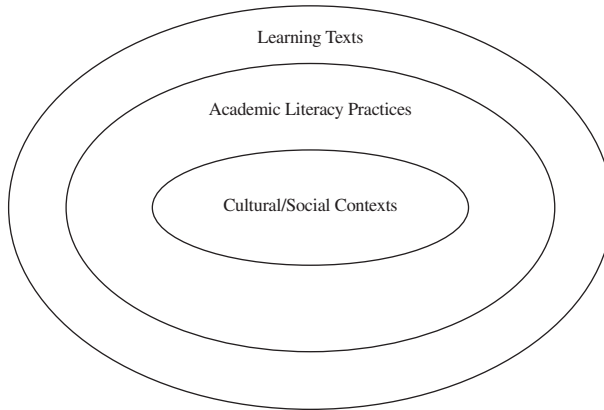 Learning Texts
Academic Literacy Practices
Cultural/Social Contexts